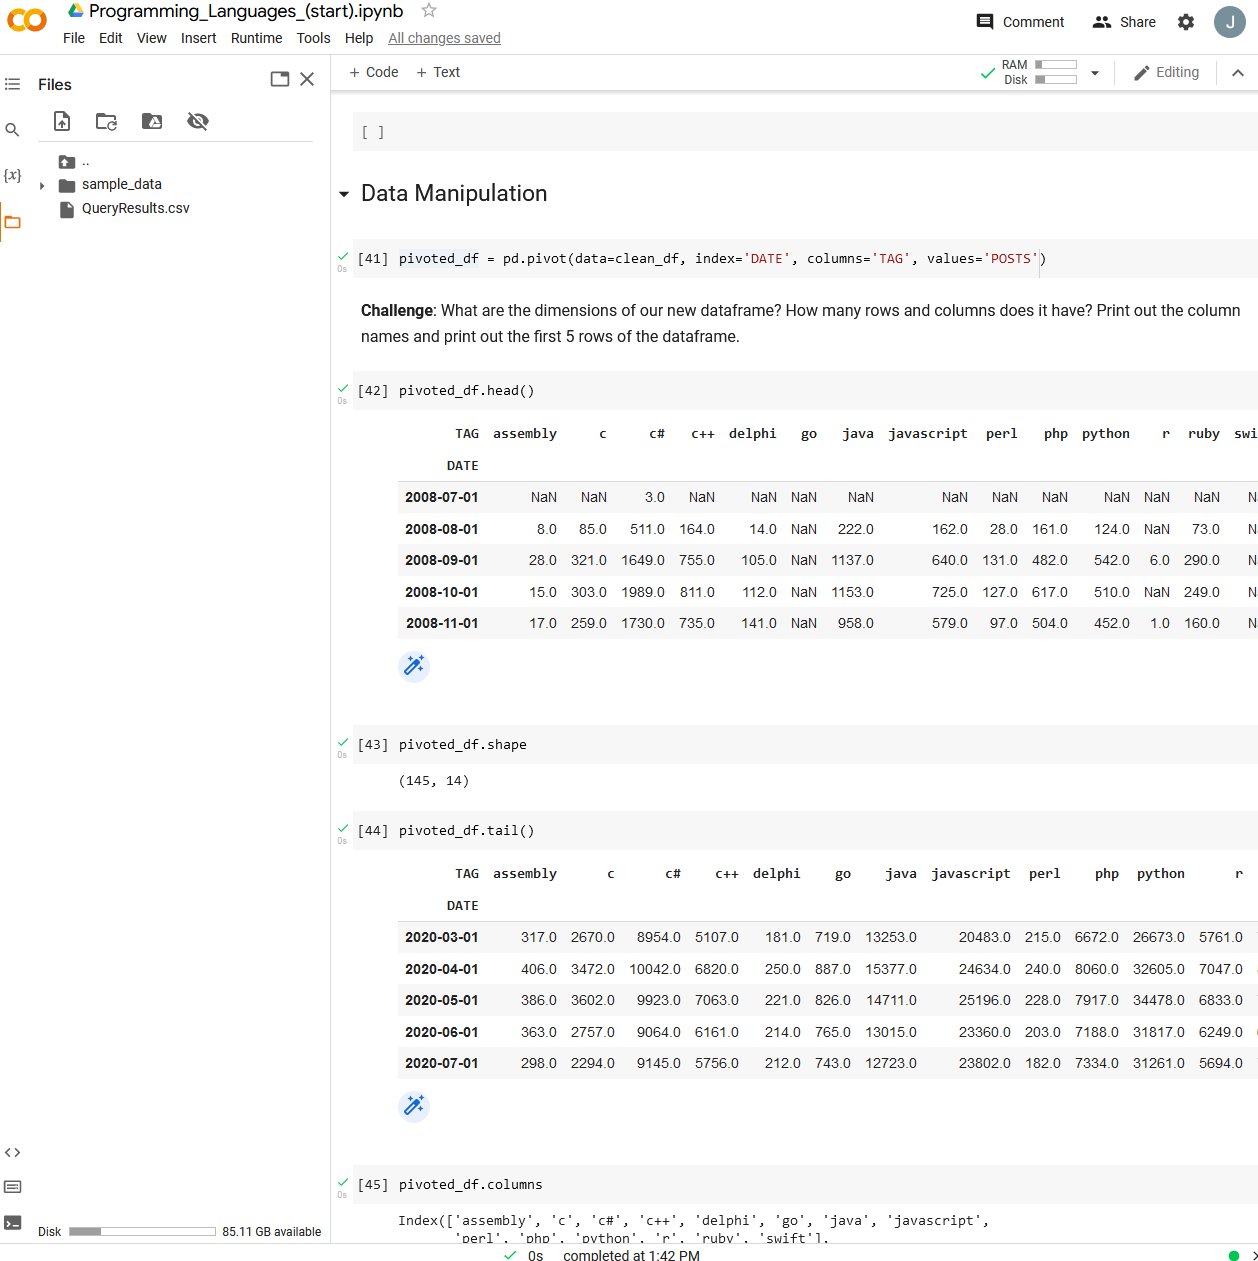 Programming_Languages_(start).ipynb
File Edit View Insert Runtime Tools Help All changes saved
Comment Share J
Files
+ Code + Text
RAM
Disk
Editing
..
sample_data
QueryResults.csv
{x}
[ ]
Data Manipulation
[41] pivoted_df = pd.pivot(data=clean_df, index='DATE', columns='TAG', values='POSTS')
0s
Challenge: What are the dimensions of our new dataframe? How many rows and columns does it have? Print out the column
names and print out the first 5 rows of the dataframe.
[42] pivoted_df.head()
0s
TAG assembly c c# c++ delphi go java javascript perl php python r ruby swi
DATE
2008-07-01 NaN NaN 3.0 NaN NaN NaN NaN NaN NaN NaN NaN NaN NaN N
2008-08-01 8.0 85.0 511.0 164.0 14.0 NaN 222.0 162.0 28.0 161.0 124.0 NaN 73.0 N
2008-09-01 28.0 321.0 1649.0 755.0 105.0 NaN 1137.0 640.0 131.0 482.0 542.0 6.0 290.0 N
2008-10-01 15.0 303.0 1989.0 811.0 112.0 NaN 1153.0 725.0 127.0 617.0 510.0 NaN 249.0 N
2008-11-01 17.0 259.0 1730.0 735.0 141.0 NaN 958.0 579.0 97.0 504.0 452.0 1.0 160.0 N
[43] pivoted_df.shape
0s
(145, 14)
[44] pivoted_df.tail()
0s
TAG assembly c c# c++ delphi go java javascript perl php python r
DATE
2020-03-01 317.0 2670.0 8954.0 5107.0 181.0 719.0 13253.0 20483.0 215.0 6672.0 26673.0 5761.0
2020-04-01 406.0 3472.0 10042.0 6820.0 250.0 887.0 15377.0 24634.0 240.0 8060.0 32605.0 7047.0
2020-05-01 386.0 3602.0 9923.0 7063.0 221.0 826.0 14711.0 25196.0 228.0 7917.0 34478.0 6833.0
2020-06-01 363.0 2757.0 9064.0 6161.0 214.0 765.0 13015.0 23360.0 203.0 7188.0 31817.0 6249.0
2020-07-01 298.0 2294.0 9145.0 5756.0 212.0 743.0 12723.0 23802.0 182.0 7334.0 31261.0 5694.0
[45] pivoted_df.columns
0s
Index(['assembly', 'c', 'c#', 'c++', 'delphi', 'go', 'java', 'javascript',
'perl', 'php', 'python', 'r', 'ruby', 'swift'],
Disk 85.11 GB available
0s completed at 1:42 PM